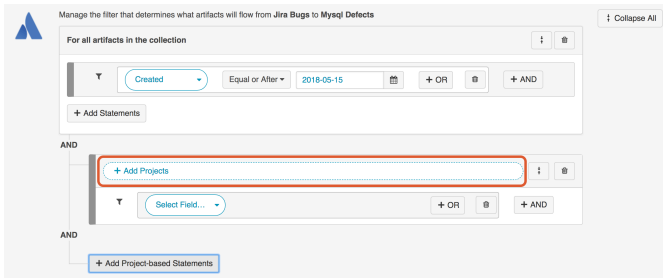 Manage the filter that determines what artifacts will flow from Jira Bugs to Mysql Defects
Collapse All
For all artifacts in the collection
Created Equal or After 2018-05-15 + OR + AND
+ Add Statements
AND
+ Add Projects
Select Field... + OR + AND
AND
+ Add Project-based Statements